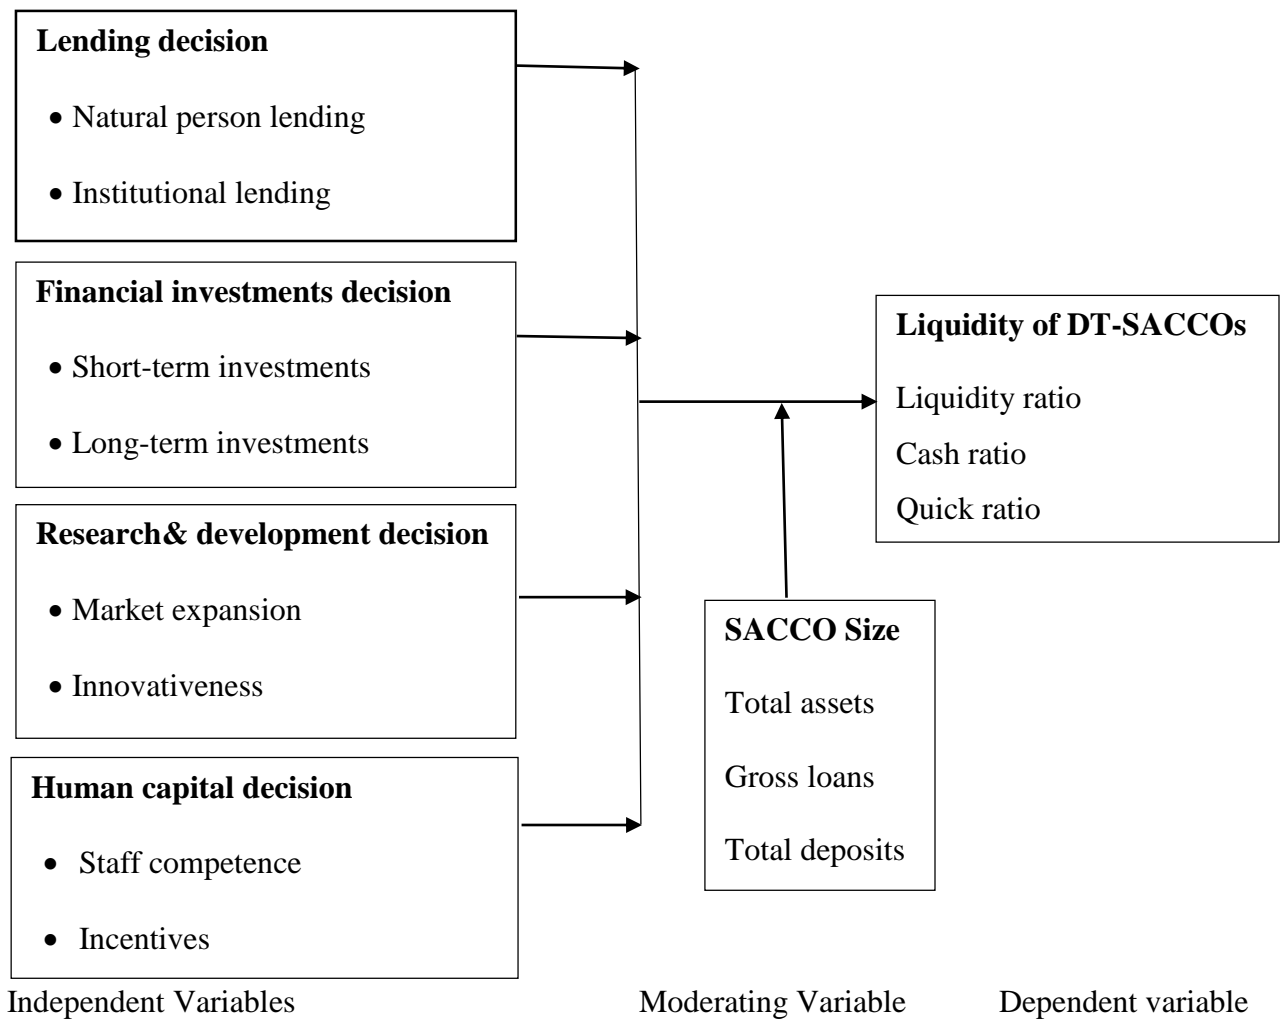 Lending decision
• Natural person lending
• Institutional lending
Financial investments decision
• Short-term investments
• Long-term investments
Research& development decision
• Market expansion
• Innovativeness
Human capital decision
• Staff competence
• Incentives
Liquidity of DT-SACCOs
Liquidity ratio
Cash ratio
Quick ratio
SACCO Size
Total assets
Gross loans
Total deposits
Independent Variables
Moderating Variable
Dependent variable